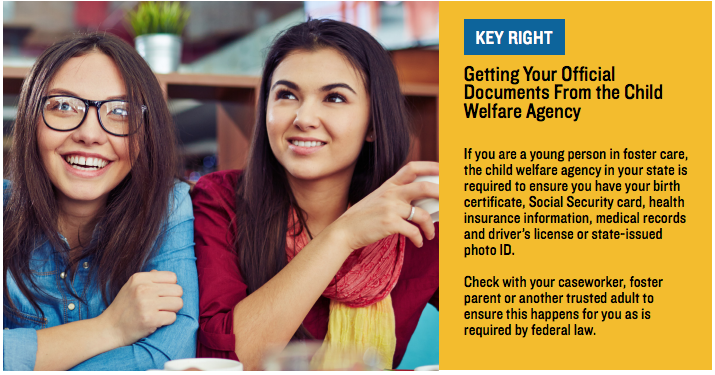 KEY RIGHT
Getting Your Official
Documents From the Child
Welfare Agency
If you are a young person in foster care,
the child welfare agency in your state is
required to ensure you have your birth
certificate, Social Security card, health
insurance information, medical records
and driver's license or state-issued
photo ID.
Check with your caseworker, foster
parent or another trusted adult to
ensure this happens for you as is
required by federal law.